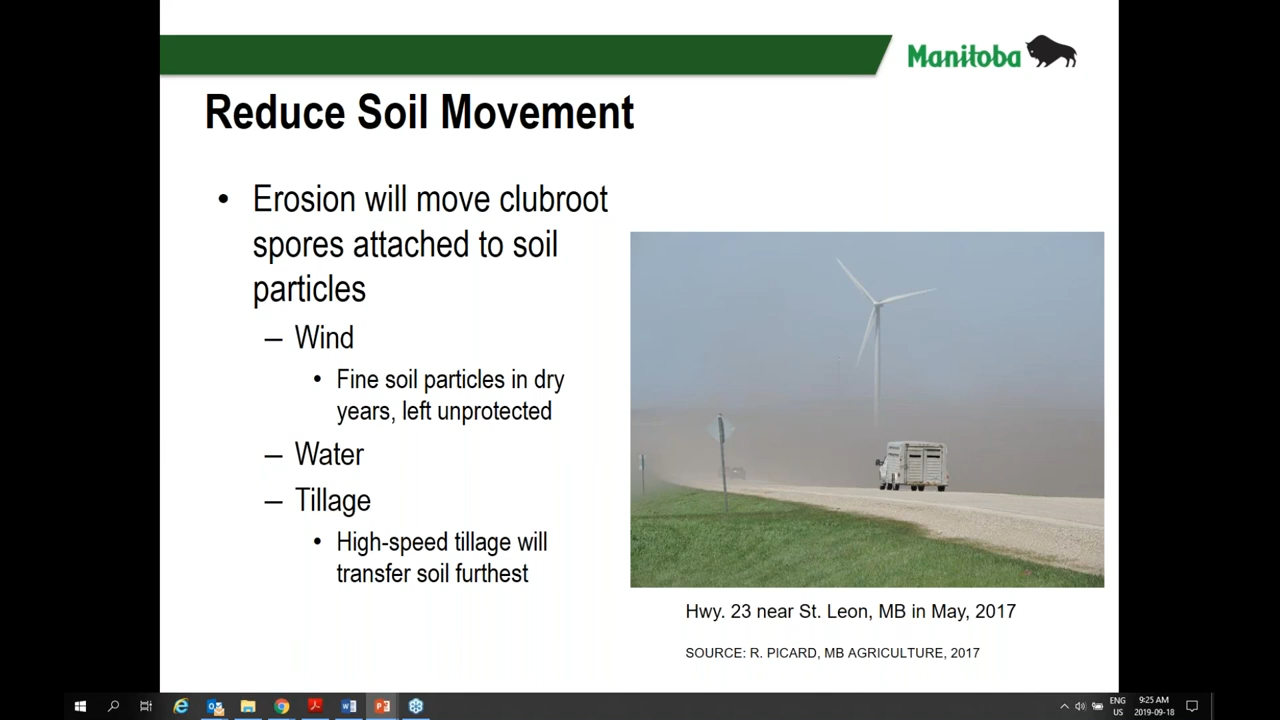 Manitoba
Reduce Soil Movement
• Erosion will move clubroot
spores attached to soil
particles
– Wind
• Fine soil particles in dry
years, left unprotected
– Water
– Tillage
• High-speed tillage will
transfer soil furthest
Hwy. 23 near St. Leon, MB in May, 2017
SOURCE: R. PICARD, MB AGRICULTURE, 2017
ENG
US
9:25 AM
2019-09-18